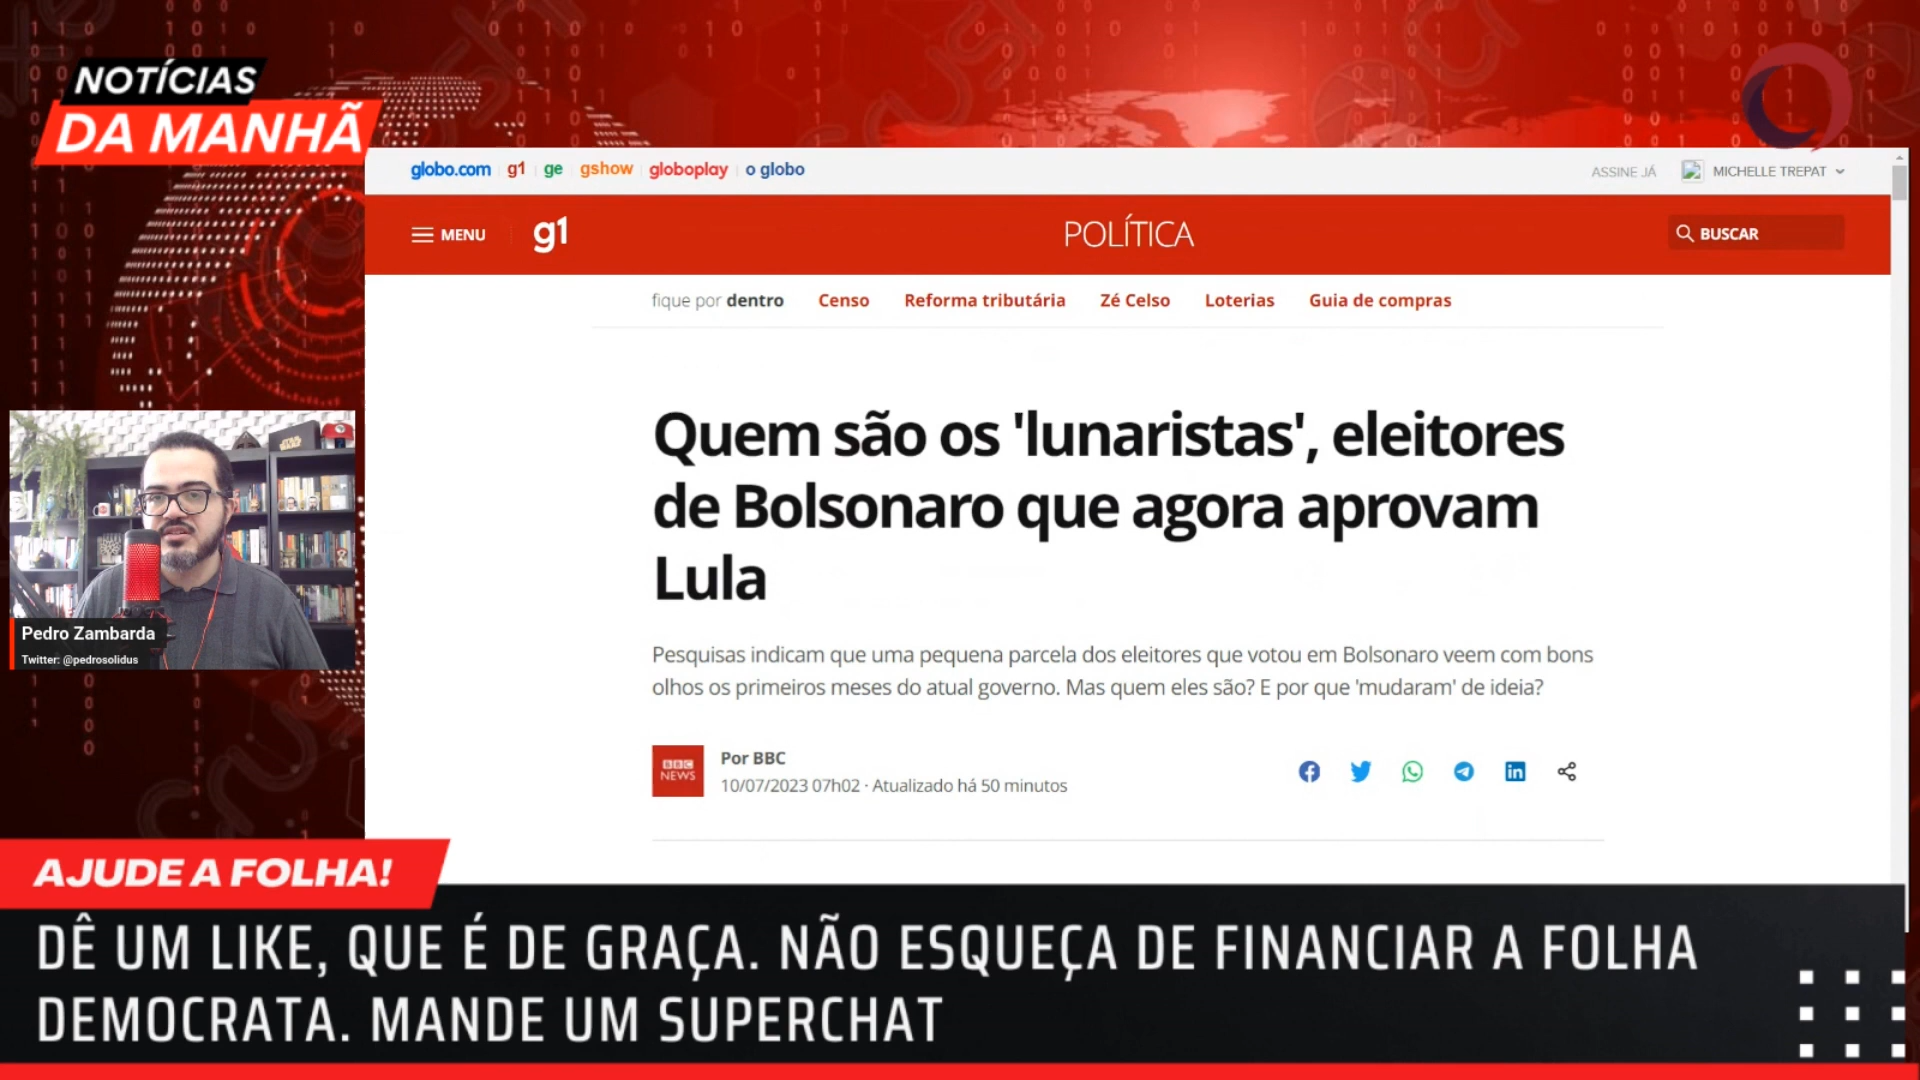 NOTÍCIAS
DA MANHÃ
globo.com g1 ge gshow globoplay o globo
ASSINE JÁ MICHELLE TREPAT
MENU g1 POLÍTICA BUSCAR
fique por dentro Censo Reforma tributária Zé Celso Loterias Guia de compras
Quem são os 'lunaristas', eleitores
de Bolsonaro que agora aprovam
Lula
Pesquisas indicam que uma pequena parcela dos eleitores que votou em Bolsonaro veem com bons
olhos os primeiros meses do atual governo. Mas quem eles são? E por que 'mudaram' de ideia?
BBC
NEWS
Por BBC
10/07/2023 07h02 · Atualizado há 50 minutos
STAR WARS
Pedro Zambarda
Twitter: @pedrosolidus
AJUDE A FOLHA!
DÊ UM LIKE, QUE É DE GRAÇA. NÃO ESQUEÇA DE FINANCIAR A FOLHA
DEMOCRATA. MANDE UM SUPERCHAT